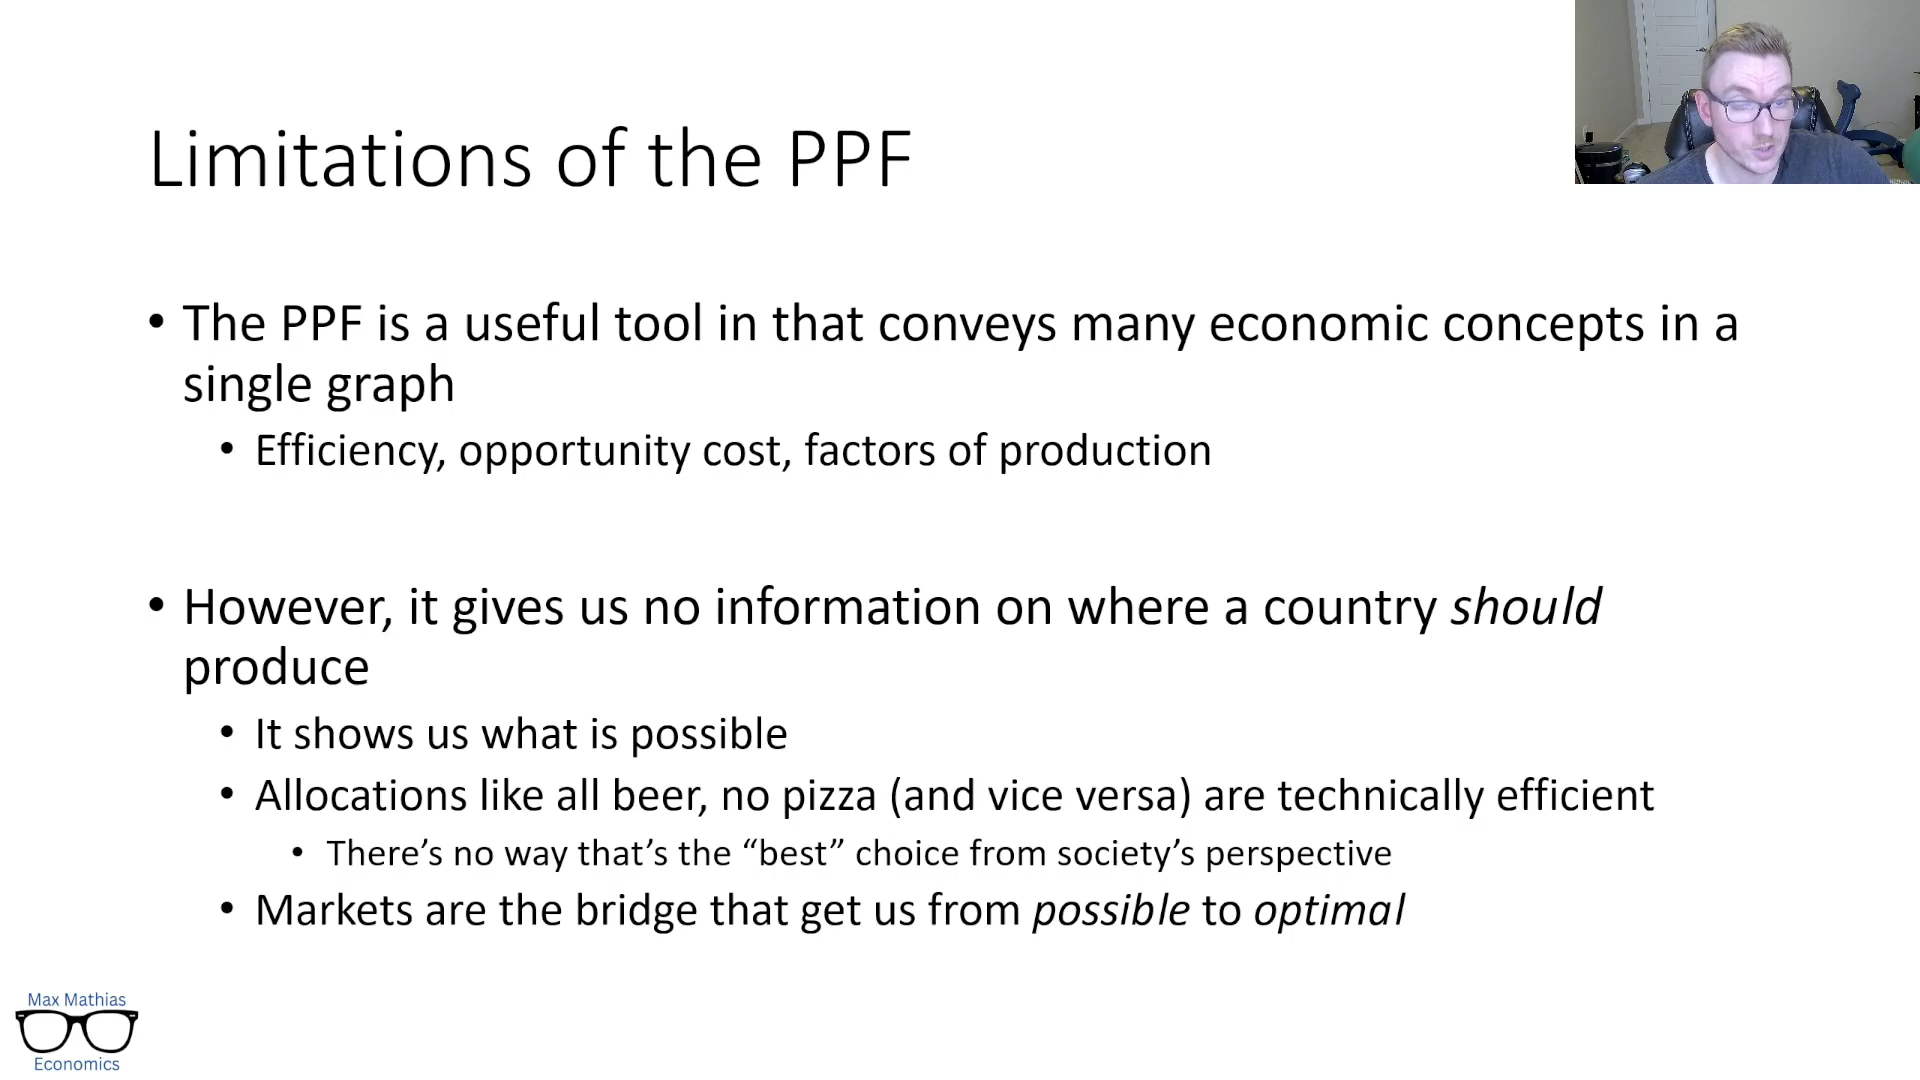 Limitations of the PPF
• The PPF is a useful tool in that conveys many economic concepts in a
single graph
• Efficiency, opportunity cost, factors of production
• However, it gives us no information on where a country should
produce
• It shows us what is possible
• Allocations like all beer, no pizza (and vice versa) are technically efficient
• There’s no way that’s the “best” choice from society’s perspective
• Markets are the bridge that get us from possible to optimal
Max Mathias
Economics